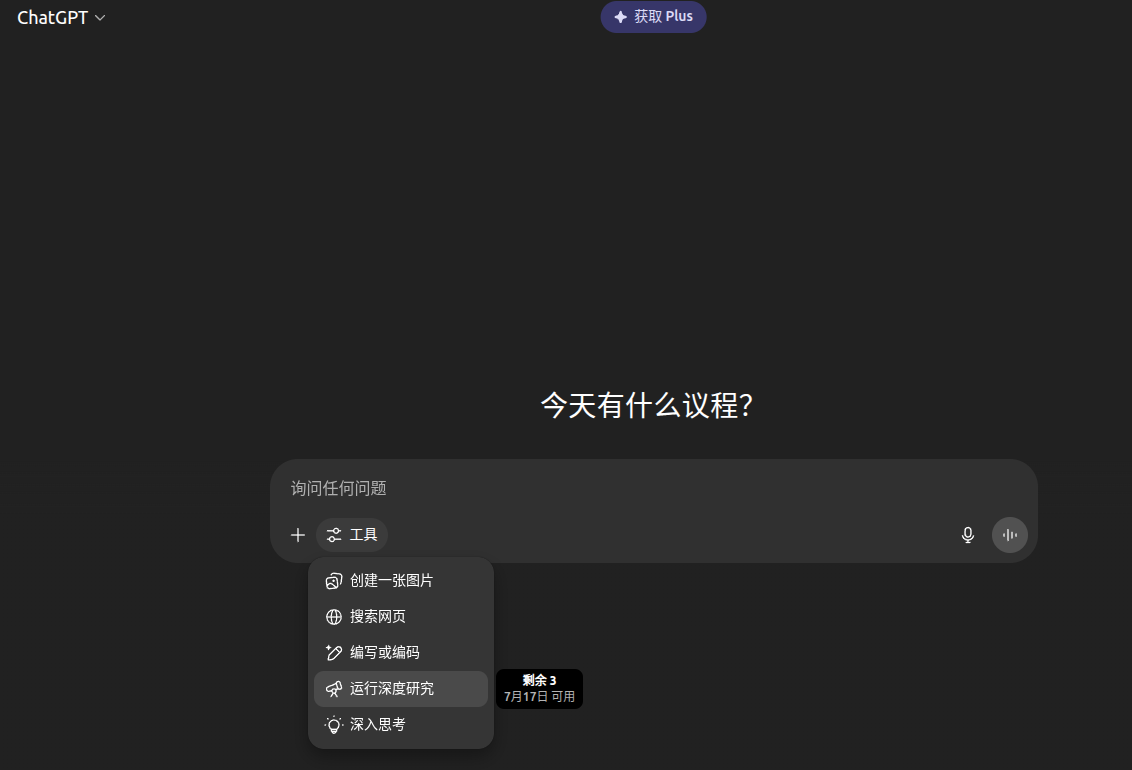 ChatGPT
获取 Plus
今天有什么议程？
询问任何问题
工具
创建一张图片
搜索网页
编写或编码
运行深度研究
剩余 3
7月17日 可用
深入思考